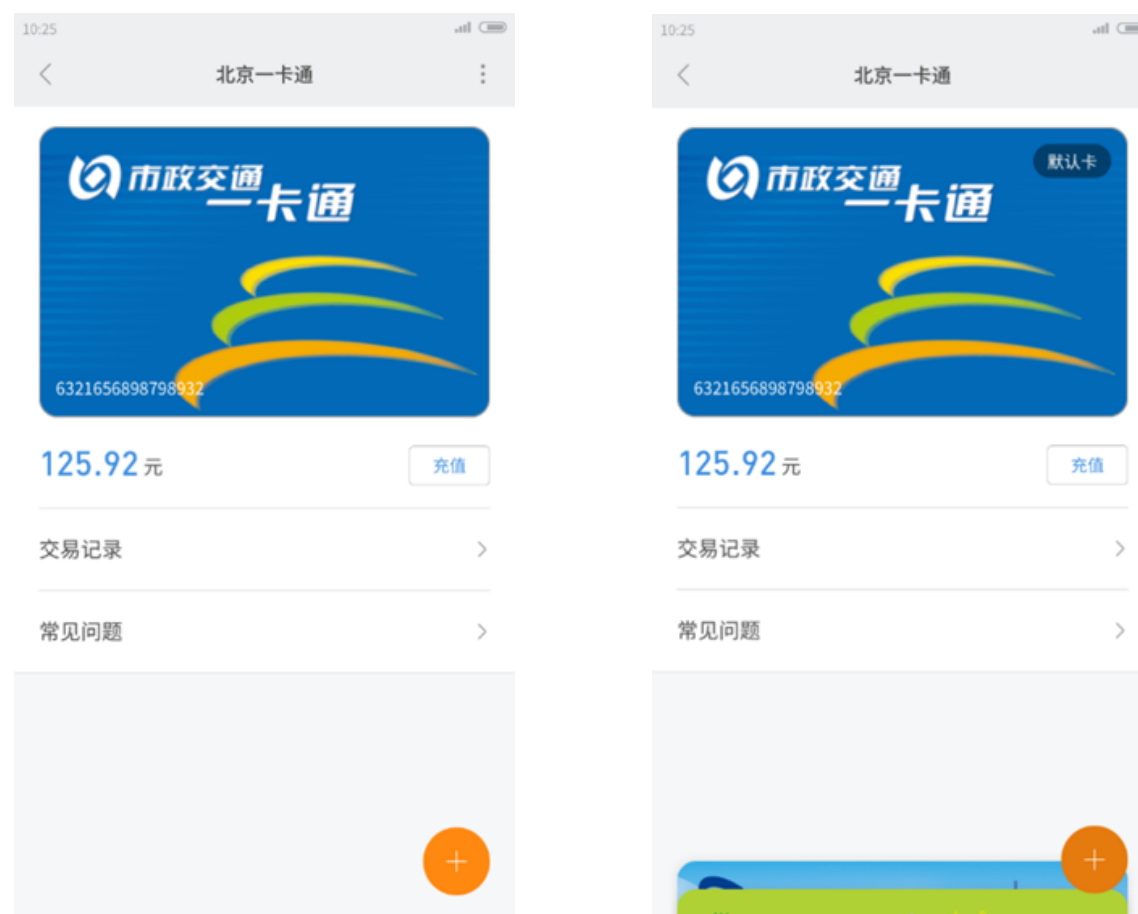 10:25
北京一卡通
市政交通
一卡通
6321656898798932
125.92元
充值
交易记录
常见问题
10:25
北京一卡通
默认卡
市政交通
一卡通
6321656898798932
125.92元
充值
交易记录
常见问题